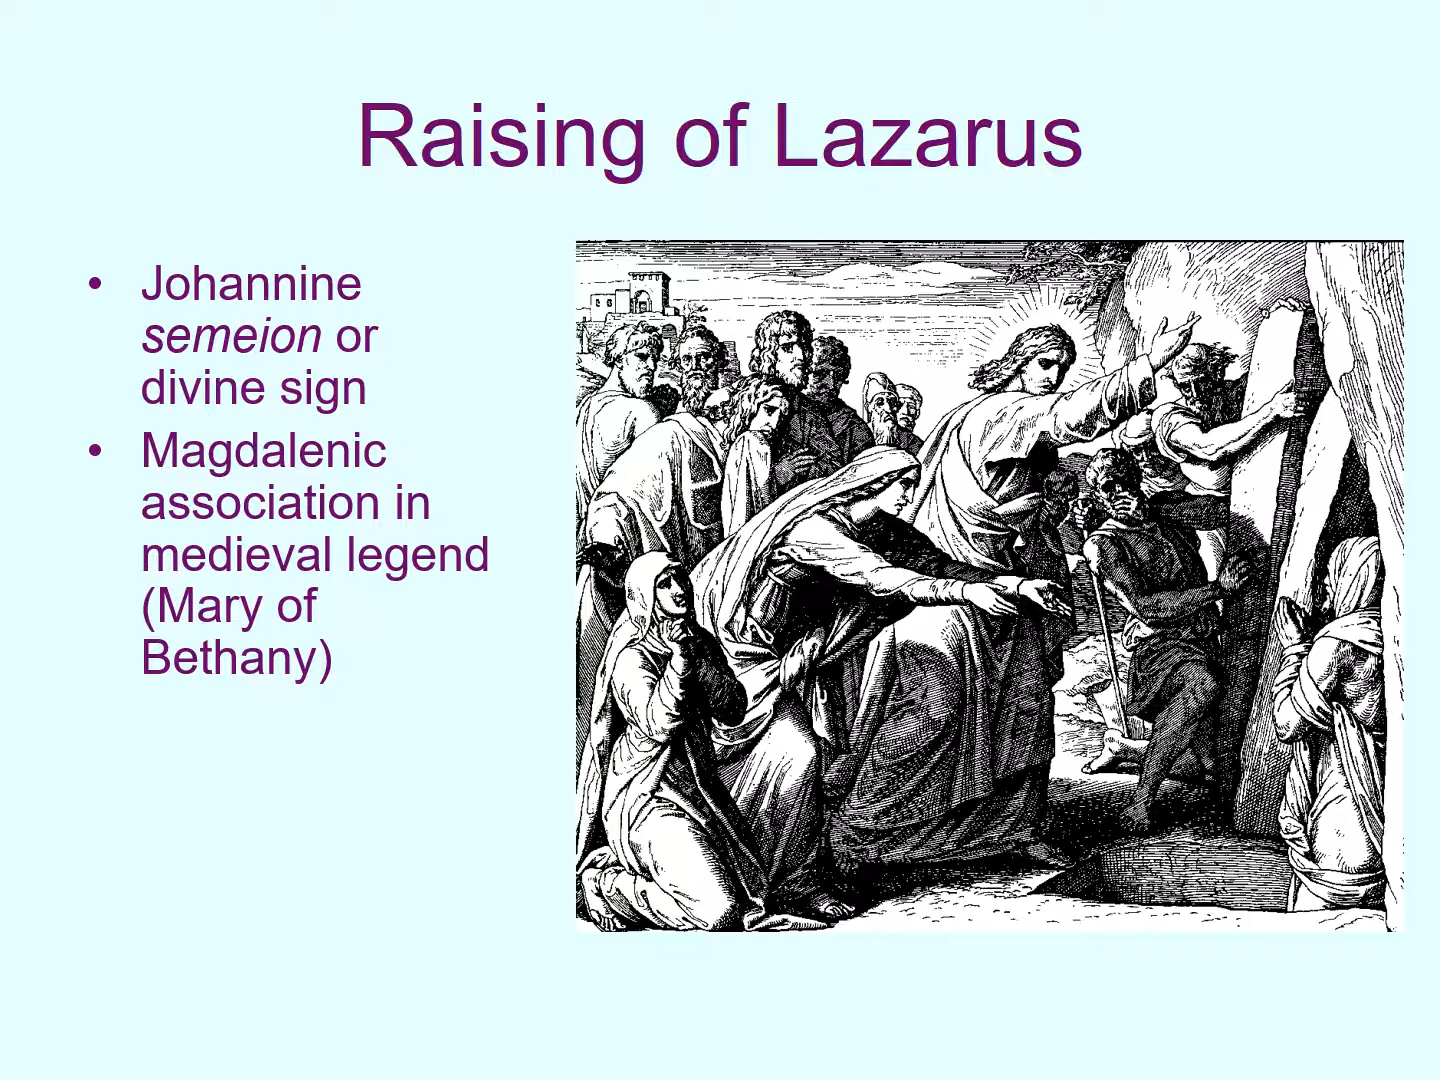 Raising of Lazarus
• Johannine
semeion or
divine sign
• Magdalenic
association in
medieval legend
(Mary of
Bethany)